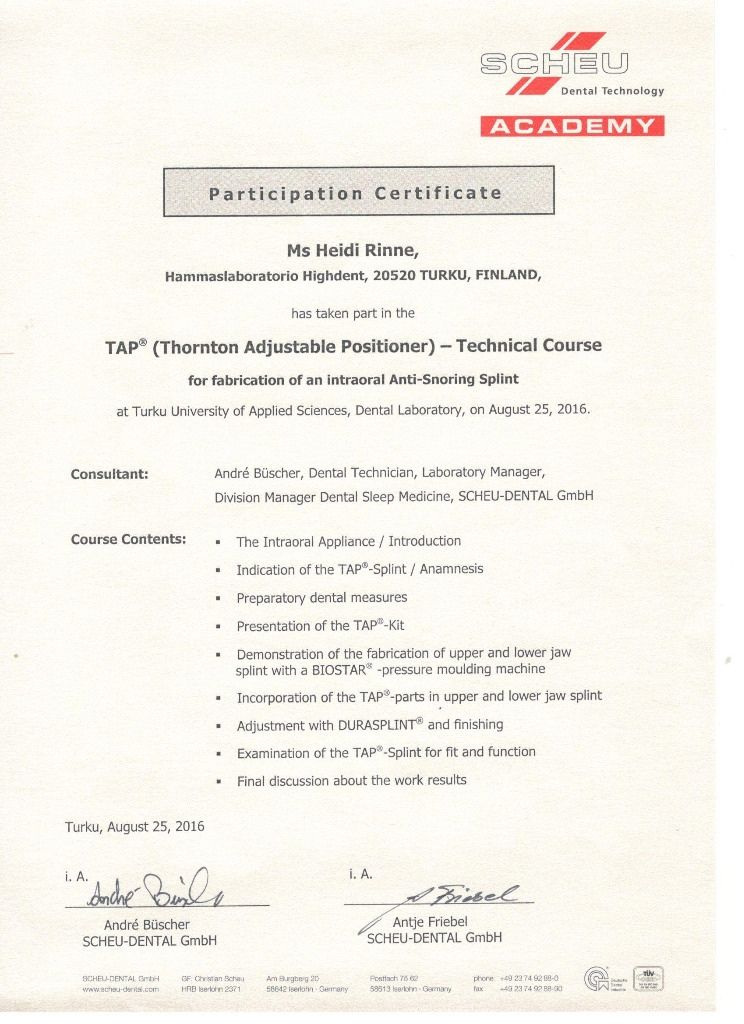 SCHEU
Dental Technology
ACADEMY
Participation Certificate
Ms Heidi Rinne,
Hammaslaboratorio Highdent, 20520 TURKU, FINLAND,
has taken part in the
TAP® (Thornton Adjustable Positioner) – Technical Course
for fabrication of an intraoral Anti-Snoring Splint
at Turku University of Applied Sciences, Dental Laboratory, on August 25, 2016.
Consultant: André Büscher, Dental Technician, Laboratory Manager,
Division Manager Dental Sleep Medicine, SCHEU-DENTAL GmbH
Course Contents: ▪ The Intraoral Appliance / Introduction
▪ Indication of the TAP®-Splint / Anamnesis
▪ Preparatory dental measures
▪ Presentation of the TAP®-Kit
▪ Demonstration of the fabrication of upper and lower jaw
splint with a BIOSTAR® -pressure moulding machine
▪ Incorporation of the TAP®-parts in upper and lower jaw splint
▪ Adjustment with DURASPLINT® and finishing
▪ Examination of the TAP®-Splint for fit and function
▪ Final discussion about the work results
Turku, August 25, 2016
i. A. i. A.
André Büscher Antje Friebel
SCHEU-DENTAL GmbH SCHEU-DENTAL GmbH
SCHEU-DENTAL GmbH GF: Christian Scheu Am Burgberg 20 Postfach 75 62 phone +49 23 74 92 88-0
www.scheu-dental.com HRB Iserlohn 2371 58642 Iserlohn · Germany 58613 Iserlohn · Germany fax +49 23 74 92 88-90
Deutsche
Dental
Industrie
TÜV